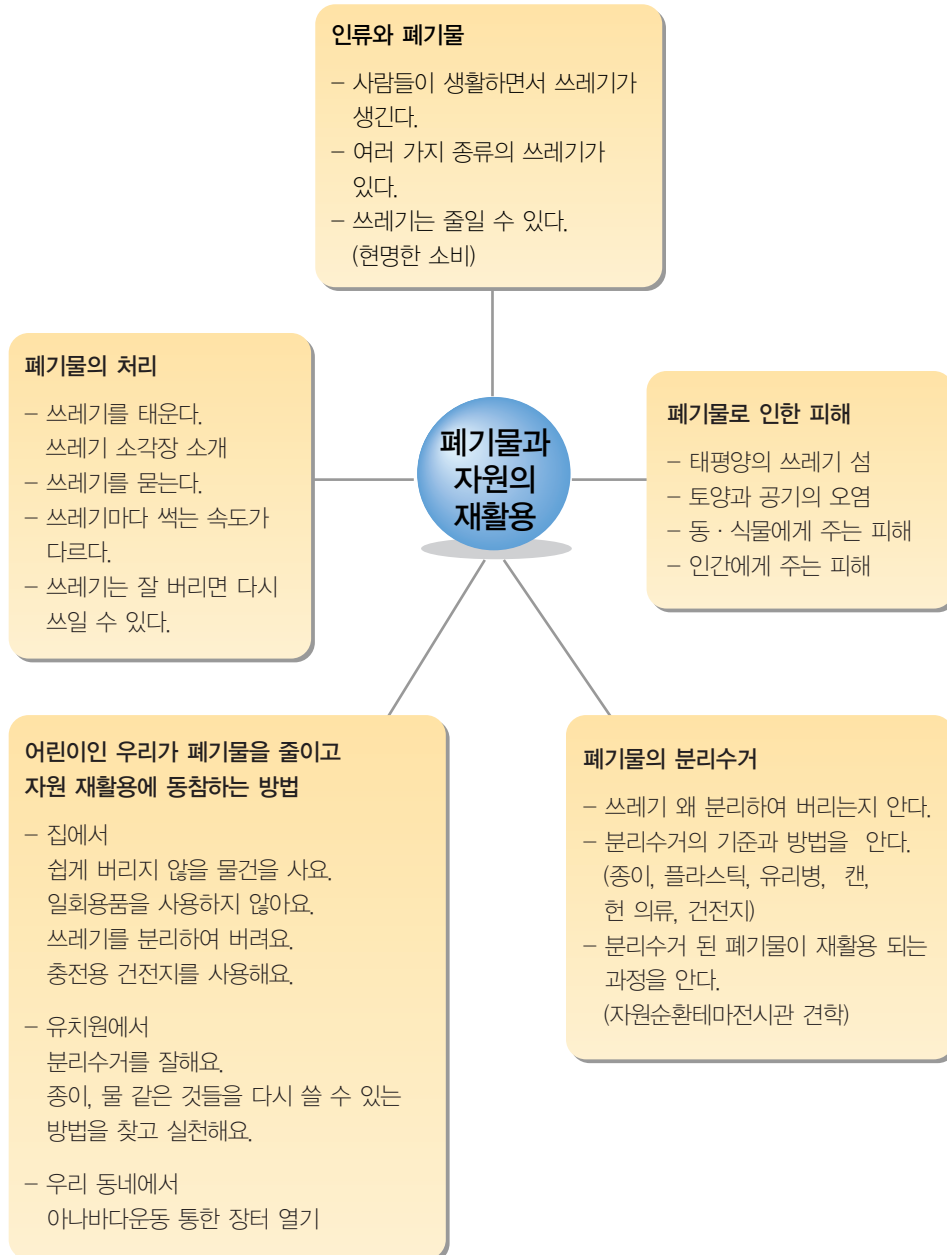 인류와 폐기물
– 사람들이 생활하면서 쓰레기가
생긴다.
– 여러 가지 종류의 쓰레기가
있다.
– 쓰레기는 줄일 수 있다.
(현명한 소비)
폐기물의 처리
– 쓰레기를 태운다.
쓰레기 소각장 소개
– 쓰레기를 묻는다.
– 쓰레기마다 썩는 속도가
다르다.
– 쓰레기는 잘 버리면 다시
쓰일 수 있다.
폐기물과
자원의
재활용
폐기물로 인한 피해
– 태평양의 쓰레기 섬
– 토양과 공기의 오염
– 동 · 식물에게 주는 피해
– 인간에게 주는 피해
어린이인 우리가 폐기물을 줄이고
자원 재활용에 동참하는 방법
– 집에서
쉽게 버리지 않을 물건을 사요.
일회용품을 사용하지 않아요.
쓰레기를 분리하여 버려요.
충전용 건전지를 사용해요.
– 유치원에서
분리수거를 잘해요.
종이, 물 같은 것들을 다시 쓸 수 있는
방법을 찾고 실천해요.
– 우리 동네에서
아나바다운동 통한 장터 열기
폐기물의 분리수거
– 쓰레기 왜 분리하여 버리는지 안다.
– 분리수거의 기준과 방법을 안다.
(종이, 플라스틱, 유리병, 캔,
헌 의류, 건전지)
– 분리수거 된 폐기물이 재활용 되는
과정을 안다.
(자원순환테마전시관 견학)